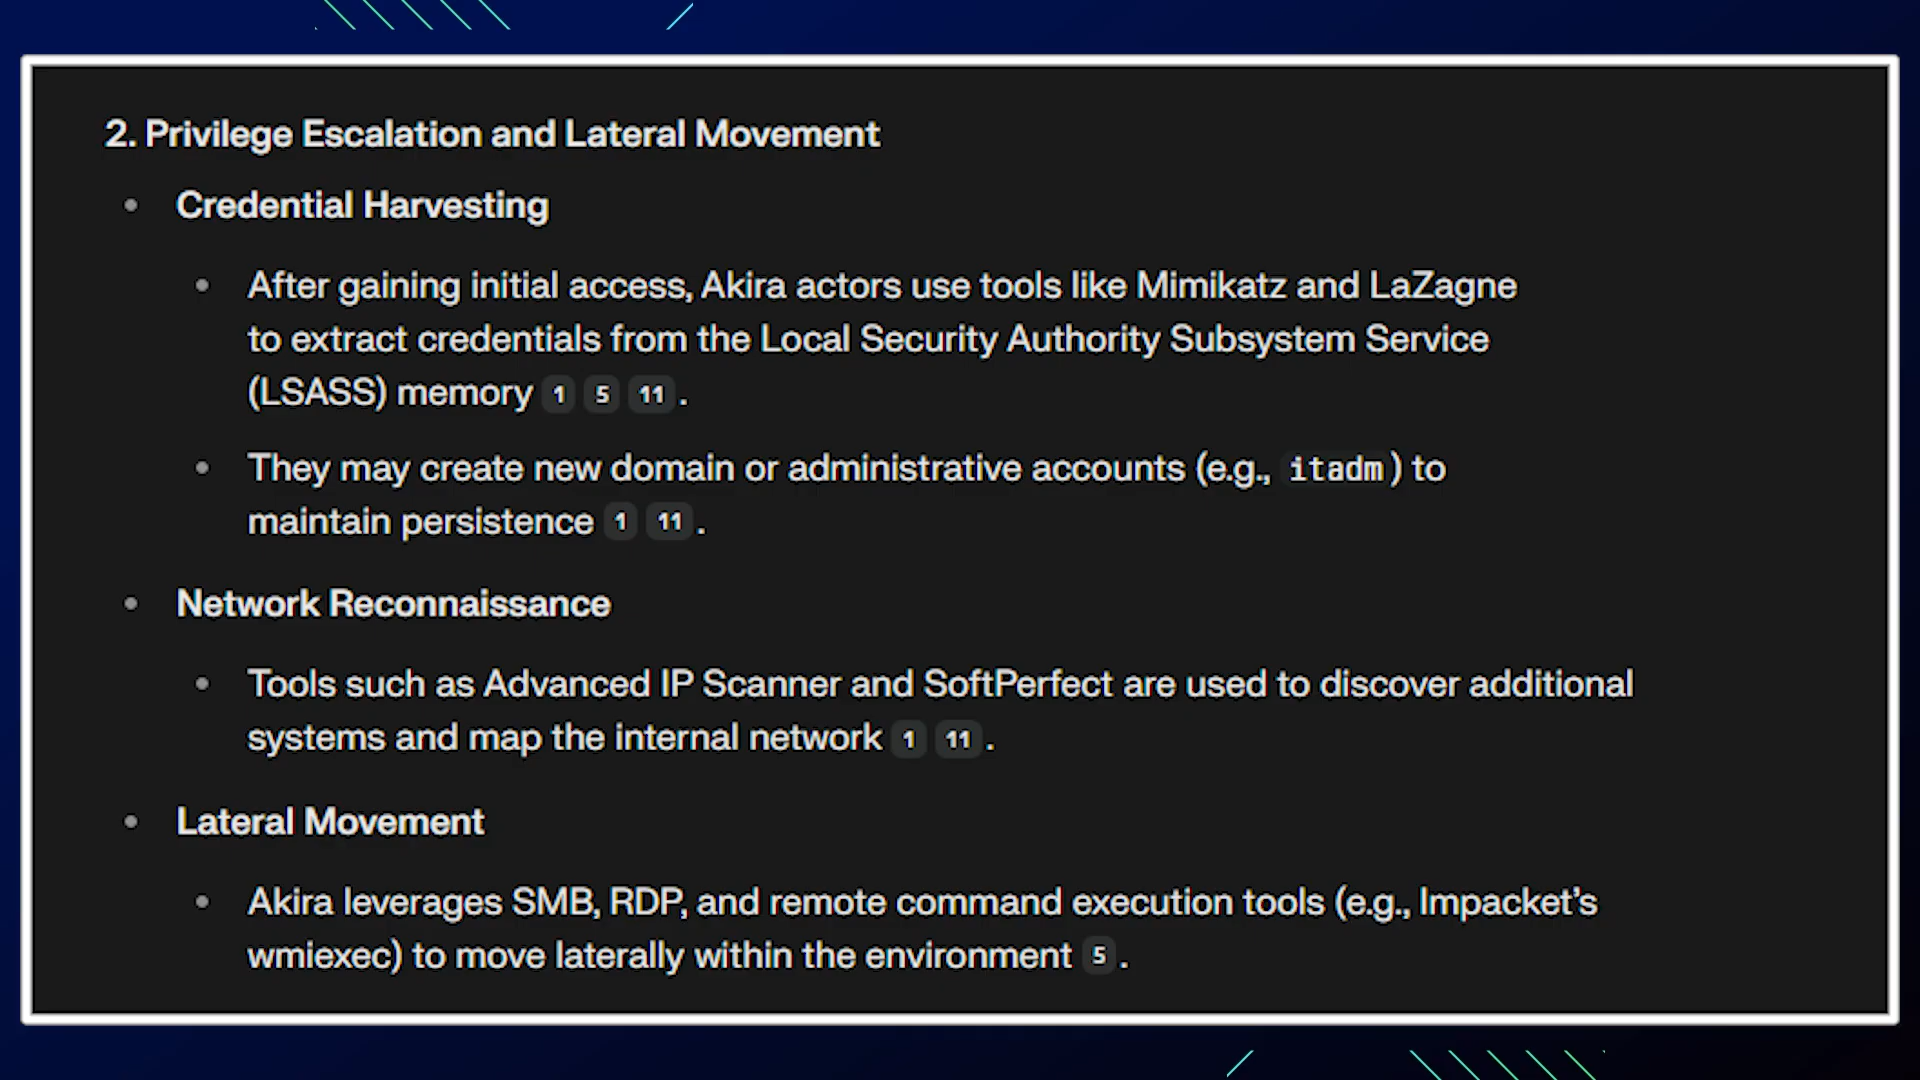 2. Privilege Escalation and Lateral Movement
• Credential Harvesting
• After gaining initial access, Akira actors use tools like Mimikatz and LaZagne
to extract credentials from the Local Security Authority Subsystem Service
(LSASS) memory 1 5 11 .
• They may create new domain or administrative accounts (e.g., itadm) to
maintain persistence 1 11 .
• Network Reconnaissance
• Tools such as Advanced IP Scanner and SoftPerfect are used to discover additional
systems and map the internal network 1 11 .
• Lateral Movement
• Akira leverages SMB, RDP, and remote command execution tools (e.g., Impacket’s
wmiexec) to move laterally within the environment 5 .